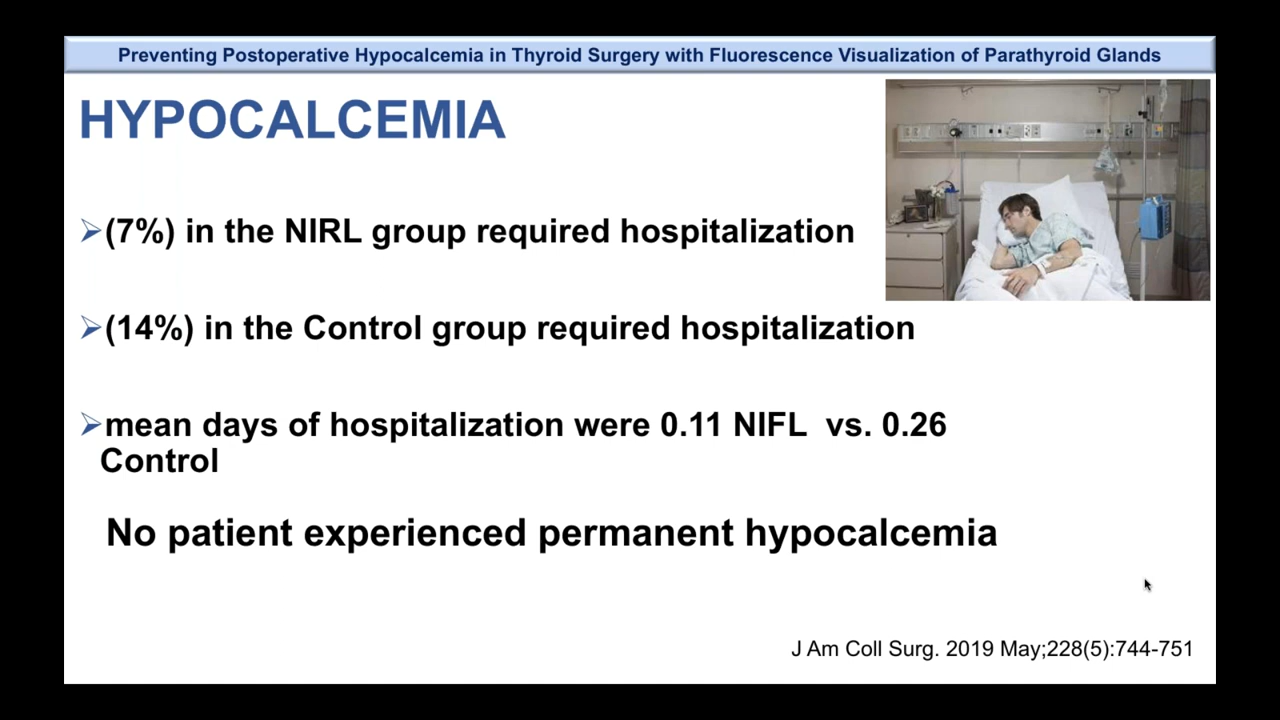 Preventing Postoperative Hypocalcemia in Thyroid Surgery with Fluorescence Visualization of Parathyroid Glands
HYPOCALCEMIA
➢(7%) in the NIRL group required hospitalization
➢(14%) in the Control group required hospitalization
➢mean days of hospitalization were 0.11 NIFL vs. 0.26
Control
No patient experienced permanent hypocalcemia
J Am Coll Surg. 2019 May;228(5):744-751